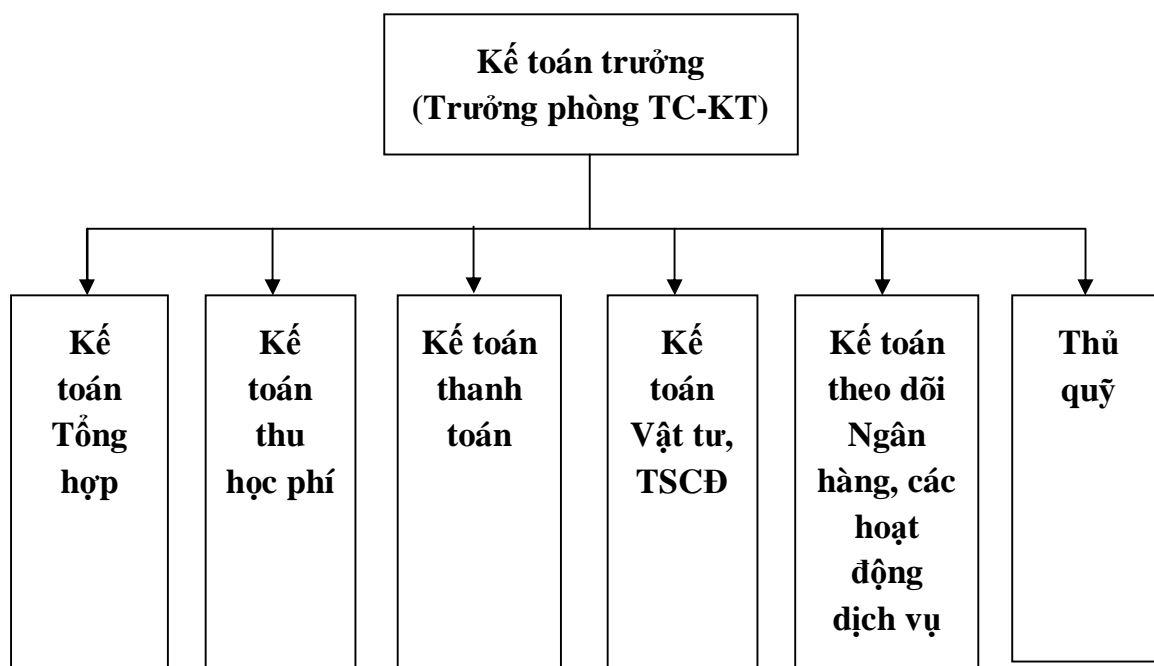 Kế toán trưởng
(Trưởng phòng TC-KT)
Kế
toán
Tổng
hợp
Kế
toán
thu
học phí
Kế toán
thanh
toán
Kế
toán
Vật tư,
TSCĐ
Kế toán
theo dõi
Ngân
hàng, các
hoạt
động
dịch vụ
Thủ
quỹ